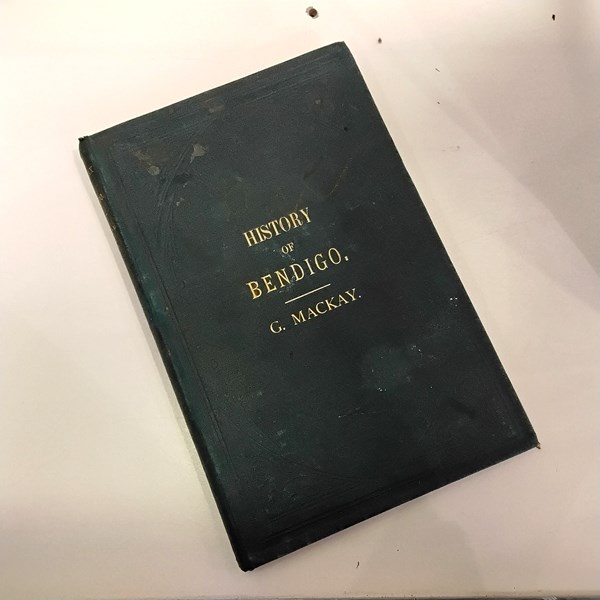 HISTORY
OF
BENDIGO.
G. MACKAY.